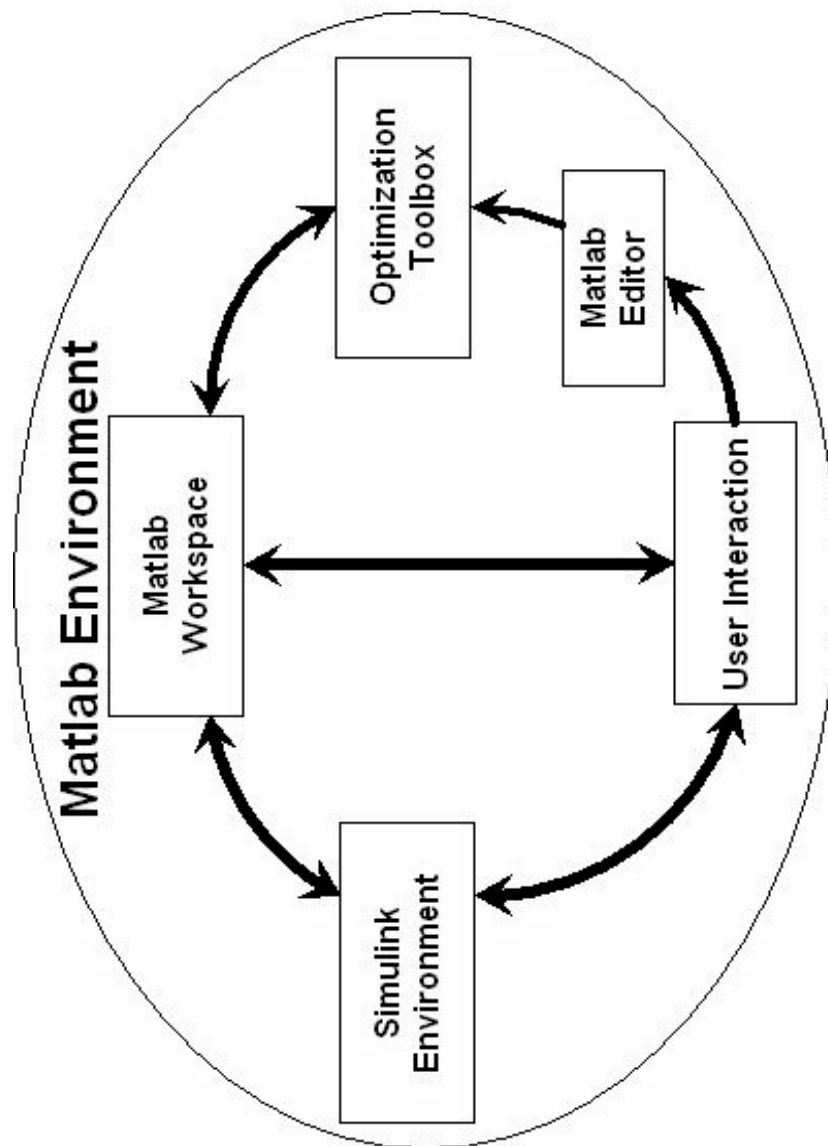 Matlab Environment
Matlab
Workspace
Simulink
Environment
Optimization
Toolbox
Matlab
Editor
User Interaction